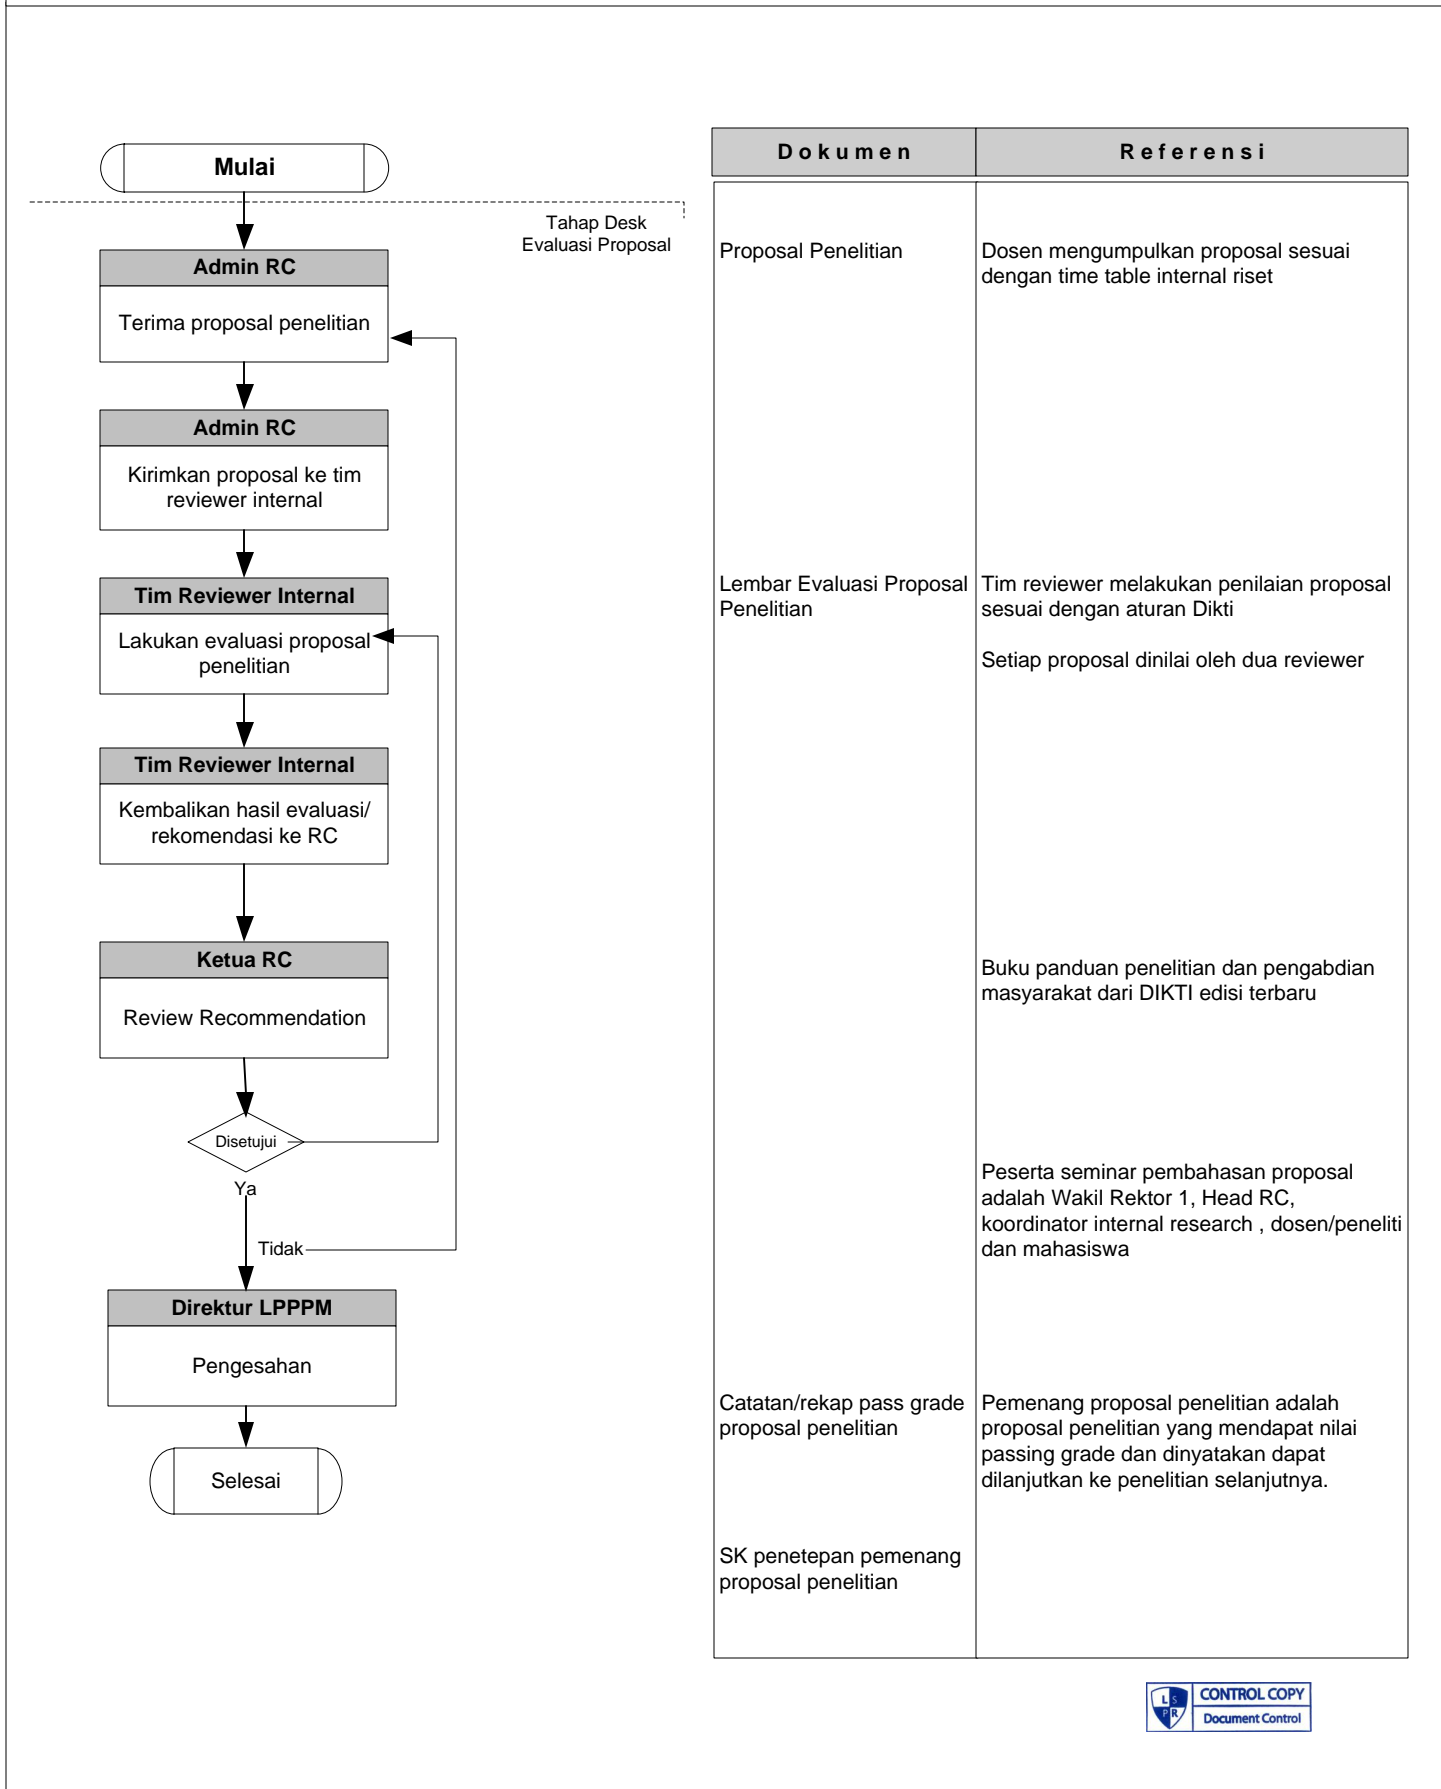 Mulai
Tahap Desk
Evaluasi Proposal
Admin RC
Terima proposal penelitian
Admin RC
Kirimkan proposal ke tim
reviewer internal
Tim Reviewer Internal
Lakukan evaluasi proposal
penelitian
Tim Reviewer Internal
Kembalikan hasil evaluasi/
rekomendasi ke RC
Ketua RC
Review Recommendation
Disetujui
Ya
Tidak
Direktur LPPPM
Pengesahan
Selesai
Dokumen
Referensi
Proposal Penelitian
Dosen mengumpulkan proposal sesuai
dengan time table internal riset
Lembar Evaluasi Proposal
Penelitian
Tim reviewer melakukan penilaian proposal
sesuai dengan aturan Dikti
Setiap proposal dinilai oleh dua reviewer
Buku panduan penelitian dan pengabdian
masyarakat dari DIKTI edisi terbaru
Peserta seminar pembahasan proposal
adalah Wakil Rektor 1, Head RC,
koordinator internal research , dosen/peneliti
dan mahasiswa
Catatan/rekap pass grade
proposal penelitian
Pemenang proposal penelitian adalah
proposal penelitian yang mendapat nilai
passing grade dan dinyatakan dapat
dilanjutkan ke penelitian selanjutnya.
SK penetepan pemenang
proposal penelitian
LSPR
CONTROL COPY
Document Control